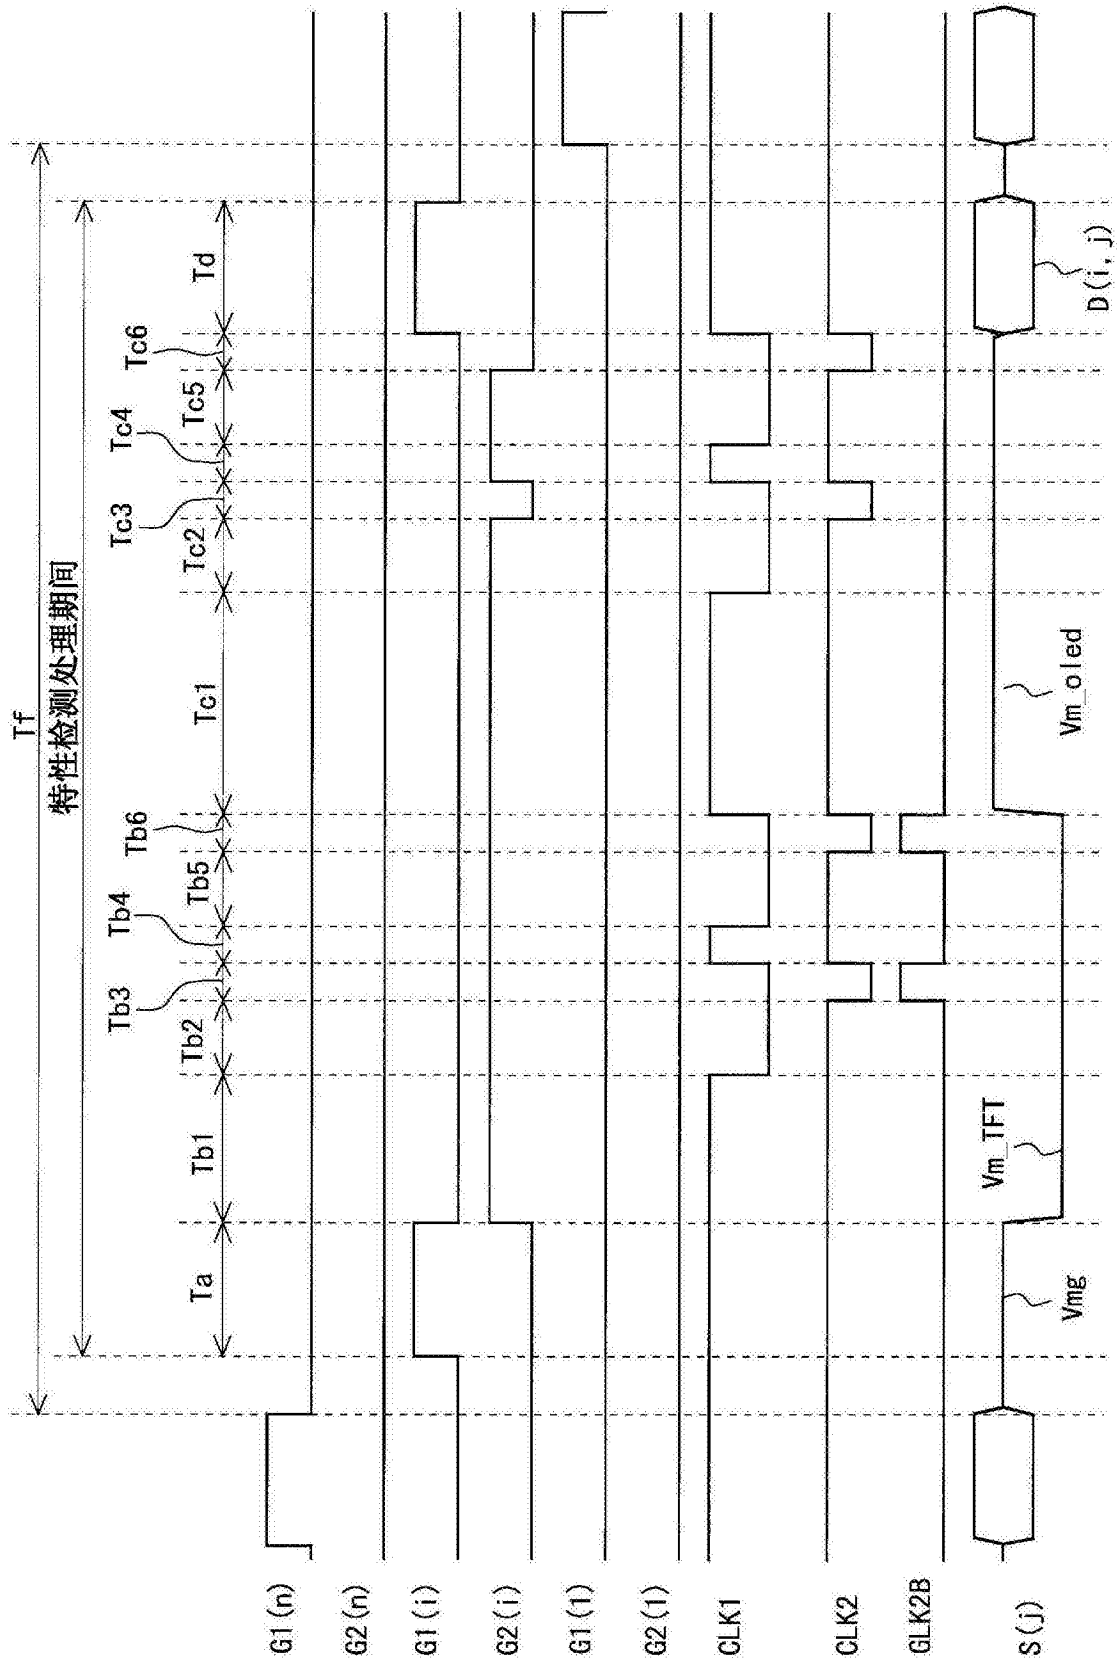 Tf
特性检测处理期间
Ta
Tb1
Tb2
Tb3
Tb4
Tb5
Tb6
Tc1
Tc2
Tc3
Tc4
Tc5
Tc6
Td
G1(n)
G2(n)
G1(i)
G2(i)
G1(1)
G2(1)
CLK1
CLK2
GLK2B
S(j)
Vmg
Vm_TFT
Vm_oled
D(i,j)